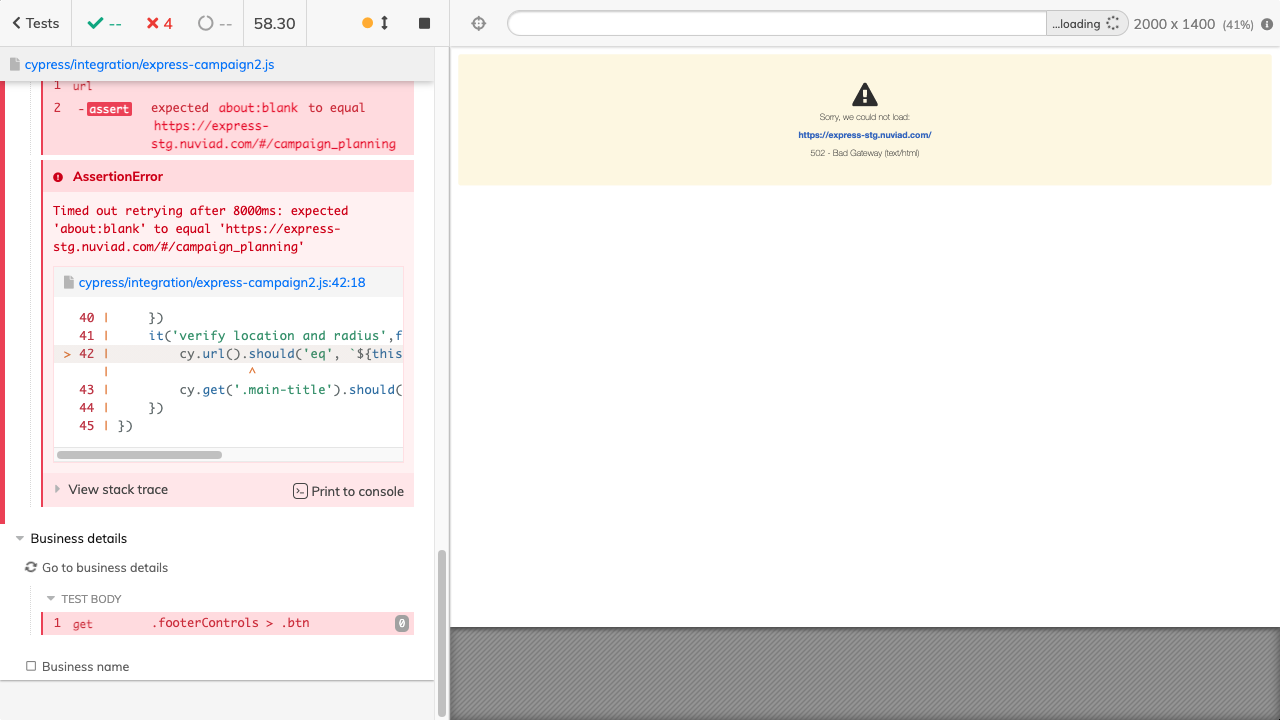 Tests
--
4
--
58.30
...loading
2000 x 1400 (41%)
cypress/integration/express-campaign2.js
1 url
2 -assert expected about:blank to equal
https://express-
stg.nuviad.com/#/campaign_planning
AssertionError
Timed out retrying after 8000ms: expected
'about:blank' to equal 'https://express-
stg.nuviad.com/#/campaign_planning'
cypress/integration/express-campaign2.js:42:18
40 | })
41 | it('verify location and radius',f
> 42 | cy.url().should('eq', `${this
| ^
43 | cy.get('.main-title').should(
44 | })
45 | })
View stack trace
Print to console
Business details
Go to business details
TEST BODY
1 get .footerControls > .btn 0
Business name
Sorry, we could not load:
https://express-stg.nuviad.com/
502 - Bad Gateway (text/html)